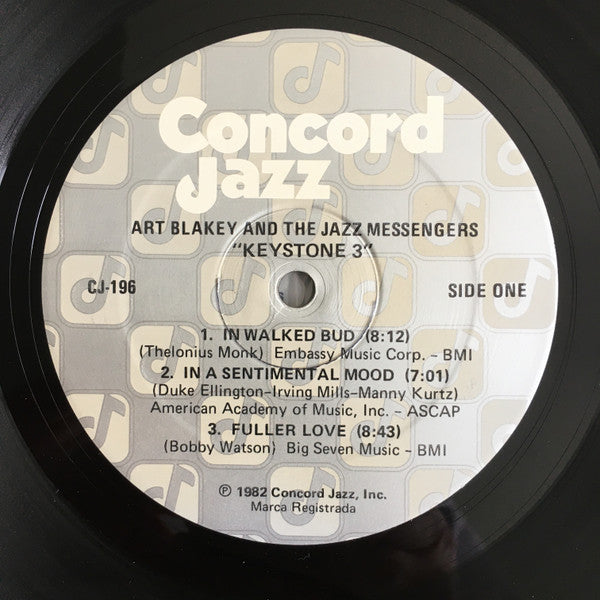 Concord
Jazz
ART BLAKEY AND THE JAZZ MESSENGERS
"KEYSTONE 3"
CJ-196 SIDE ONE
1. IN WALKED BUD (8:12)
(Thelonius Monk) Embassy Music Corp. – BMI
2. IN A SENTIMENTAL MOOD (7:01)
(Duke Ellington–Irving Mills–Manny Kurtz)
American Academy of Music, Inc. – ASCAP
3. FULLER LOVE (8:43)
(Bobby Watson) Big Seven Music – BMI
℗ 1982 Concord Jazz, Inc.
Marca Registrada